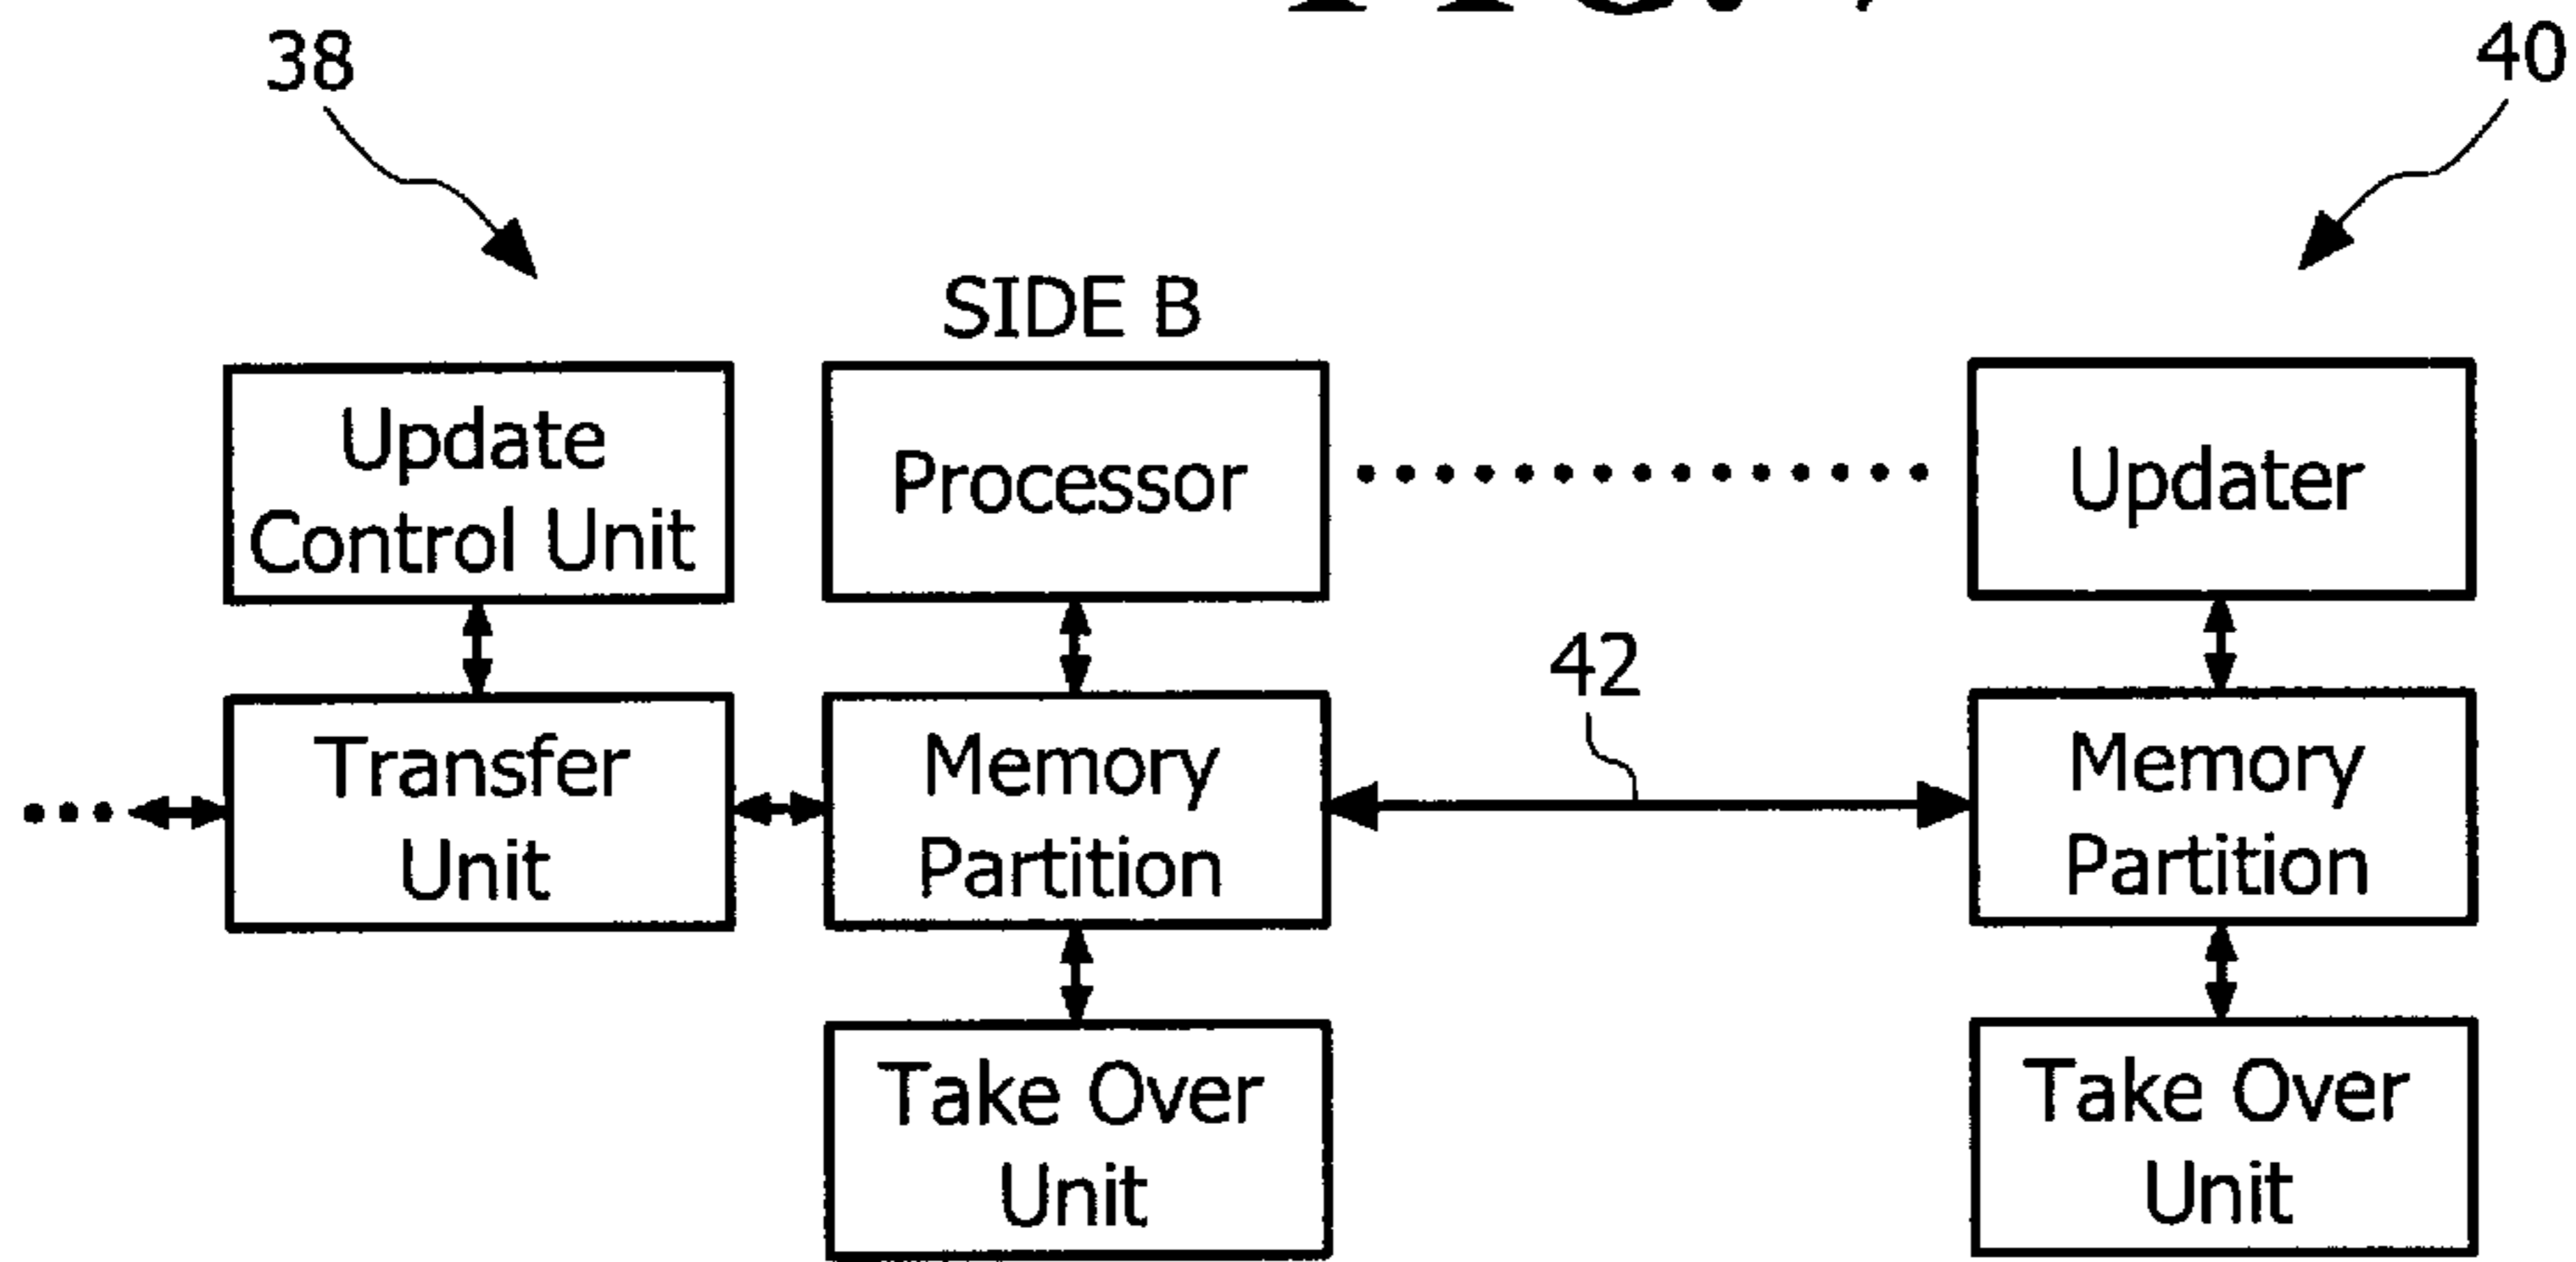 38
40
SIDE B
Update
Control Unit
Processor
Updater
42
Transfer
Unit
Memory
Partition
Memory
Partition
Take Over
Unit
Take Over
Unit